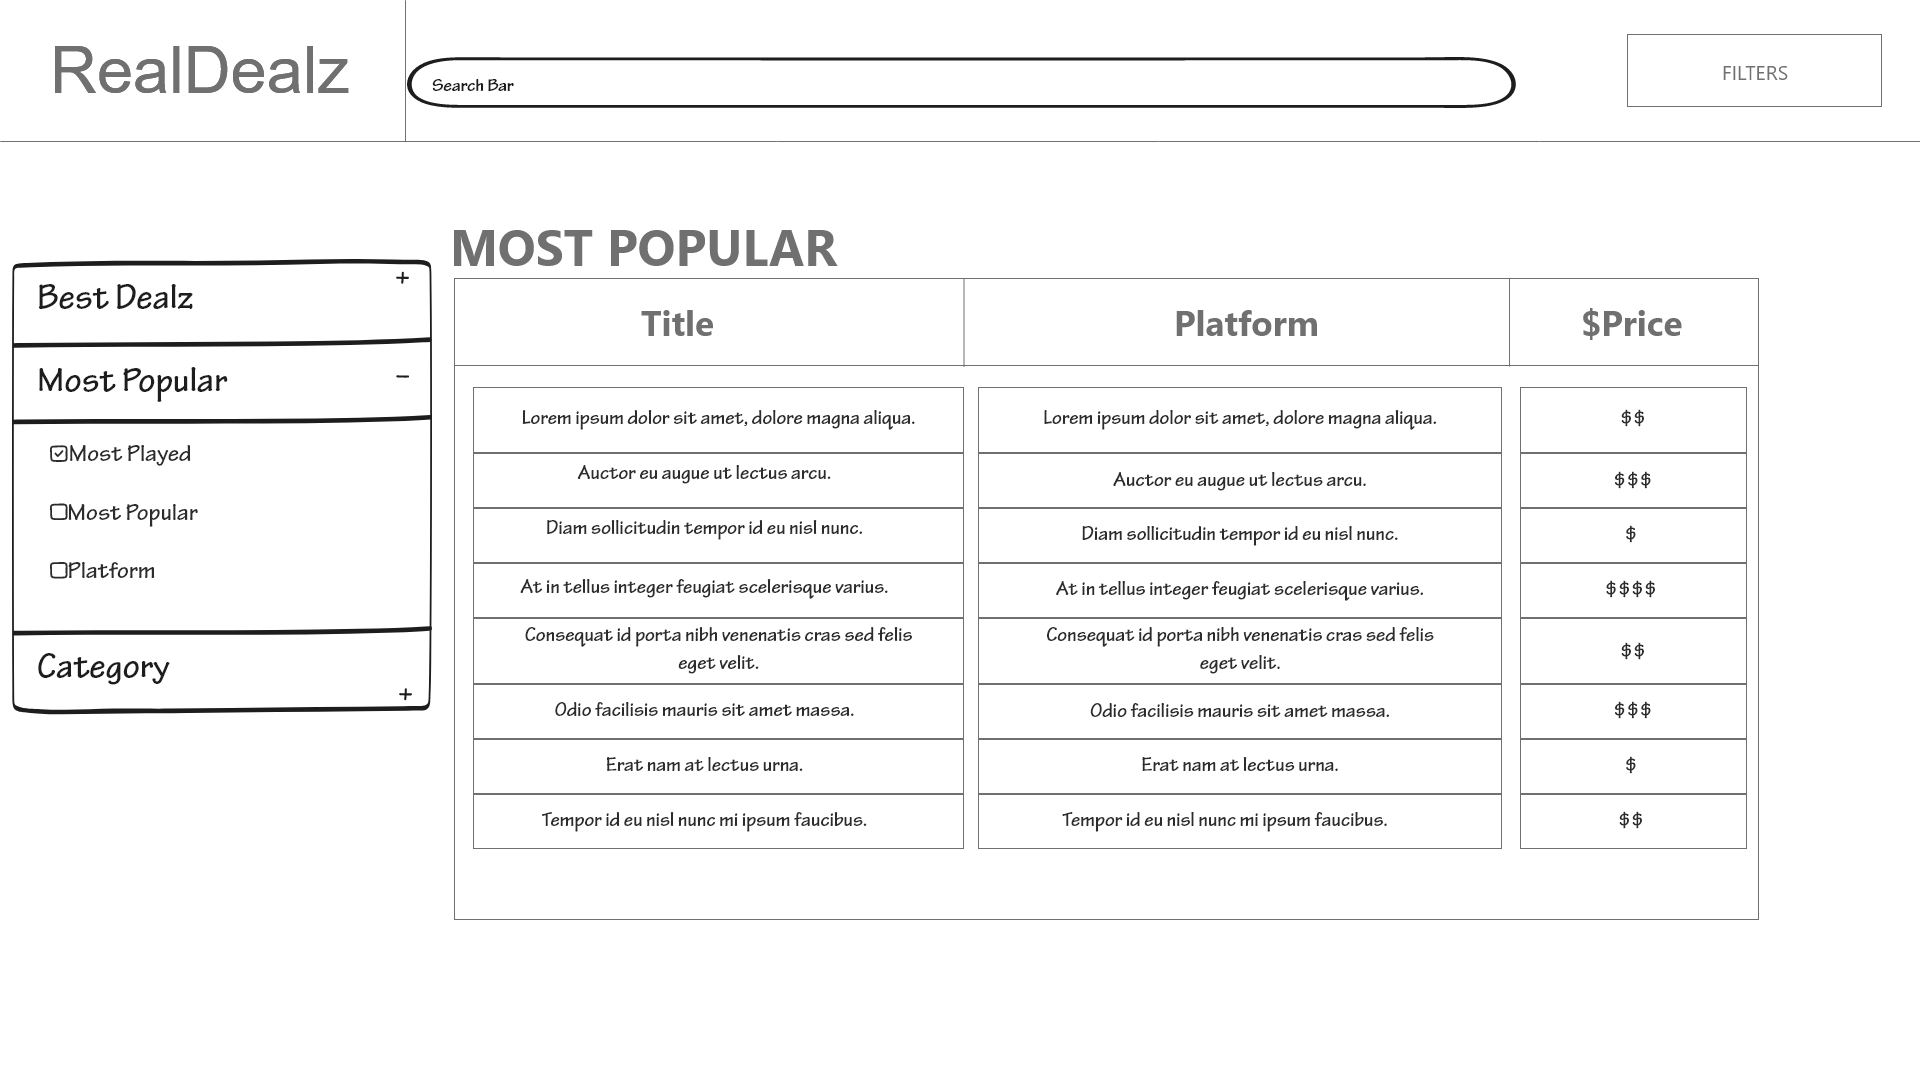 RealDealz
Search Bar
FILTERS
Best Dealz
+
Most Popular
–
Most Played
Most Popular
Platform
Category
+
MOST POPULAR
Title Platform $Price
Lorem ipsum dolor sit amet, dolore magna aliqua. Lorem ipsum dolor sit amet, dolore magna aliqua. $$
Auctor eu augue ut lectus arcu. Auctor eu augue ut lectus arcu. $$$
Diam sollicitudin tempor id eu nisl nunc. Diam sollicitudin tempor id eu nisl nunc. $
At in tellus integer feugiat scelerisque varius. At in tellus integer feugiat scelerisque varius. $$$$
Consequat id porta nibh venenatis cras sed felis Consequat id porta nibh venenatis cras sed felis $$
eget velit. eget velit.
Odio facilisis mauris sit amet massa. Odio facilisis mauris sit amet massa. $$$
Erat nam at lectus urna. Erat nam at lectus urna. $
Tempor id eu nisl nunc mi ipsum faucibus. Tempor id eu nisl nunc mi ipsum faucibus. $$